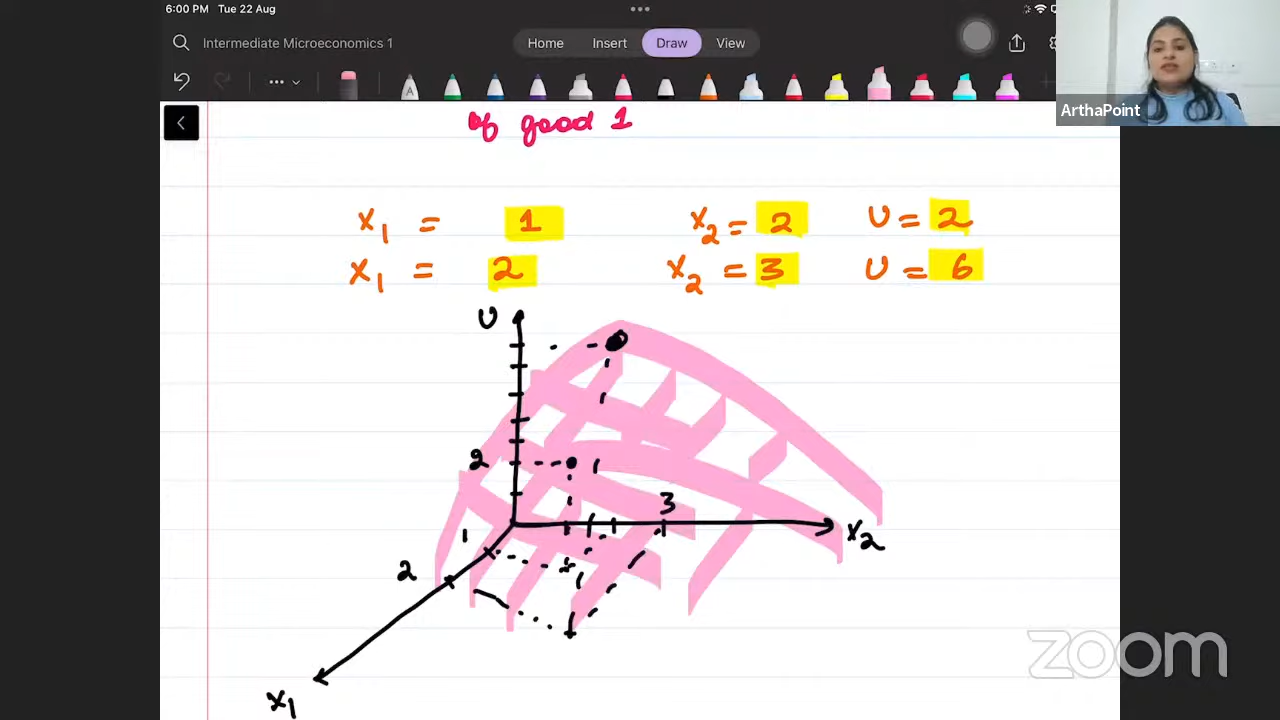 6:00 PM Tue 22 Aug
Intermediate Microeconomics 1
Home Insert Draw View
A
ArthaPoint
of good 1
x1 = 1 x2 = 2 U = 2
x1 = 2 x2 = 3 U = 6
U
2
3
1
x2
2
x1
zoom